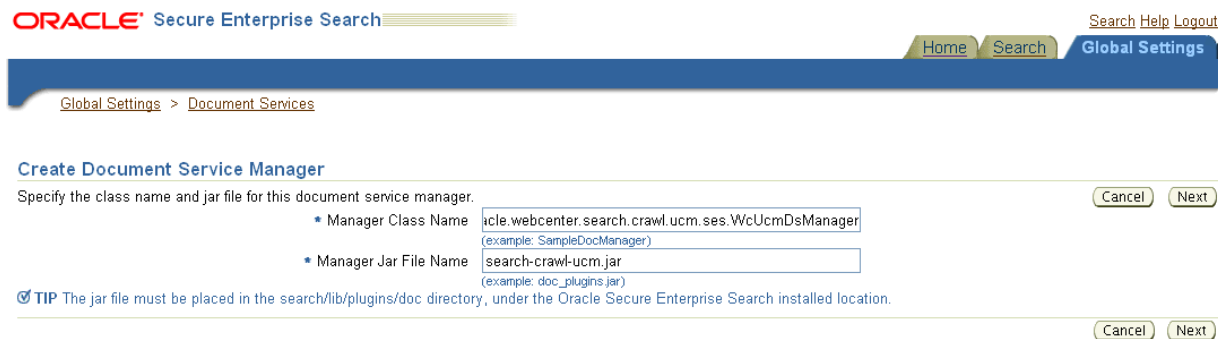 ORACLE Secure Enterprise Search
Search Help Logout
Home Search Global Settings
Global Settings > Document Services
Create Document Service Manager
Specify the class name and jar file for this document service manager.
Cancel Next
* Manager Class Name acle.webcenter.search.crawl.ucm.ses.WcUcmDsManager
(example: SampleDocManager)
* Manager Jar File Name search-crawl-ucm.jar
(example: doc_plugins.jar)
TIP The jar file must be placed in the search/lib/plugins/doc directory, under the Oracle Secure Enterprise Search installed location.
Cancel Next